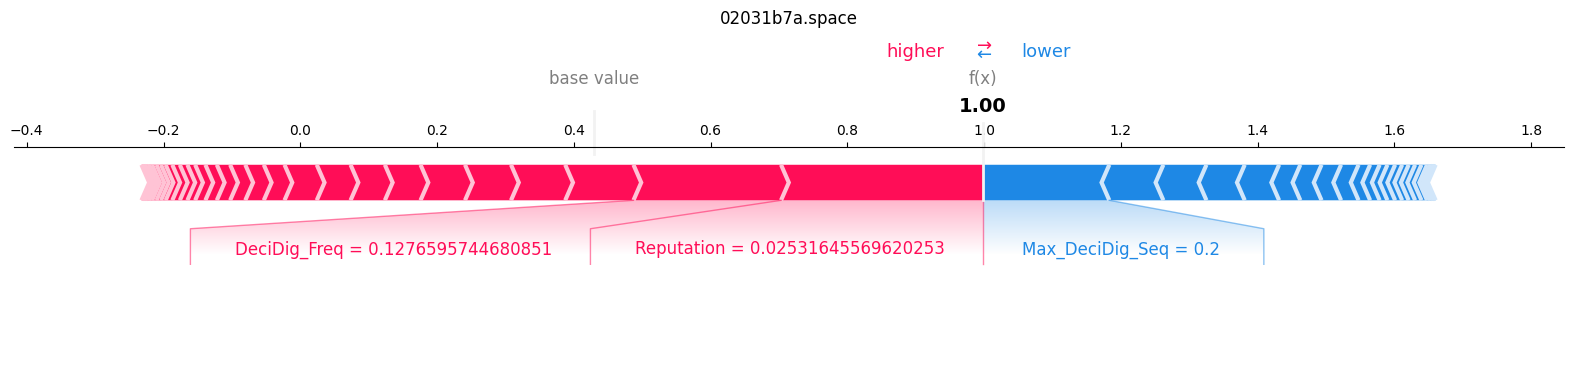 02031b7a.space
higher ⇄ lower
base value f(x)
1.00
−0.4 −0.2 0.0 0.2 0.4 0.6 0.8 1.0 1.2 1.4 1.6 1.8
DeciDig_Freq = 0.1276595744680851 Reputation = 0.02531645569620253 Max_DeciDig_Seq = 0.2